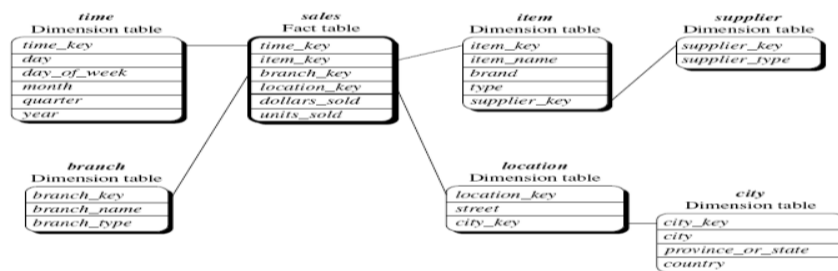 time
Dimension table
time_key
day
day_of_week
month
quarter
year
sales
Fact table
time_key
item_key
branch_key
location_key
dollars_sold
units_sold
item
Dimension table
item_key
item_name
brand
type
supplier_key
supplier
Dimension table
supplier_key
supplier_type
branch
Dimension table
branch_key
branch_name
branch_type
location
Dimension table
location_key
street
city_key
city
Dimension table
city_key
city
province_or_state
country